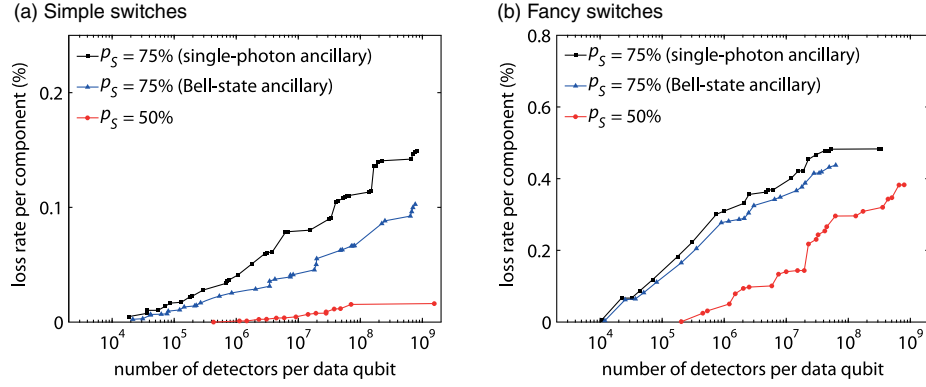 (a) Simple switches
loss rate per component (%)
0.2
0.1
0
p_S = 75% (single-photon ancillary)
p_S = 75% (Bell-state ancillary)
p_S = 50%
10^4 10^5 10^6 10^7 10^8 10^9
number of detectors per data qubit
(b) Fancy switches
loss rate per component (%)
0.8
0.6
0.4
0.2
0
p_S = 75% (single-photon ancillary)
p_S = 75% (Bell-state ancillary)
p_S = 50%
10^4 10^5 10^6 10^7 10^8 10^9
number of detectors per data qubit